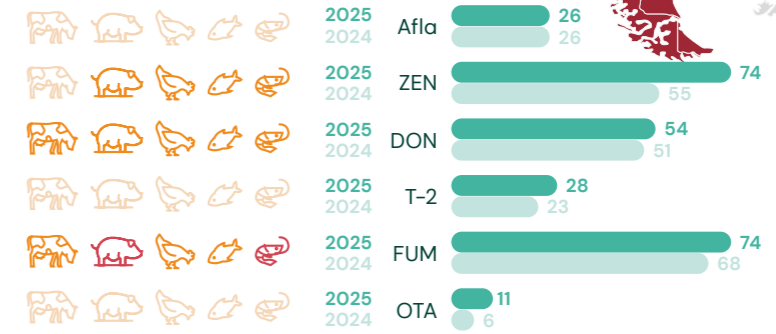 2025 Afla 26
2024 26
2025 ZEN 74
2024 55
2025 DON 54
2024 51
2025 T-2 28
2024 23
2025 FUM 74
2024 68
2025 OTA 11
2024 6